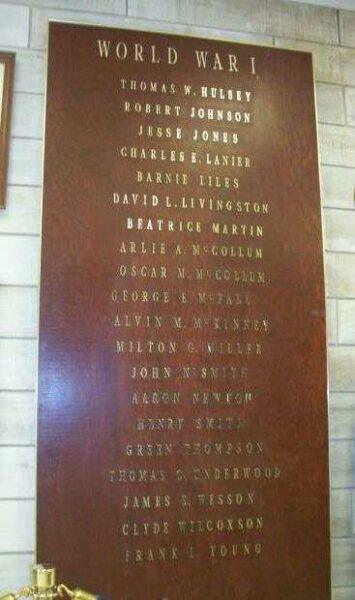 WORLD WAR I
THOMAS W. HULSEY
ROBERT JOHNSON
JESSE JONES
CHARLES E. LANIER
BARNIE LILES
DAVID L. LIVINGSTON
BEATRICE MARTIN
ARLIE A. McCOLLUM
OSCAR M. McCOLLUM
GEORGE E. McFALL
ALVIN M. McKINNEY
MILTON G. MILLER
JOHN N. SMITH
AARON
HENRY SMITH
GREEN THOMPSON
THOMAS UNDERWOOD
JAMES WESSON
CLYDE WILCOXSON
FRANK YOUNG